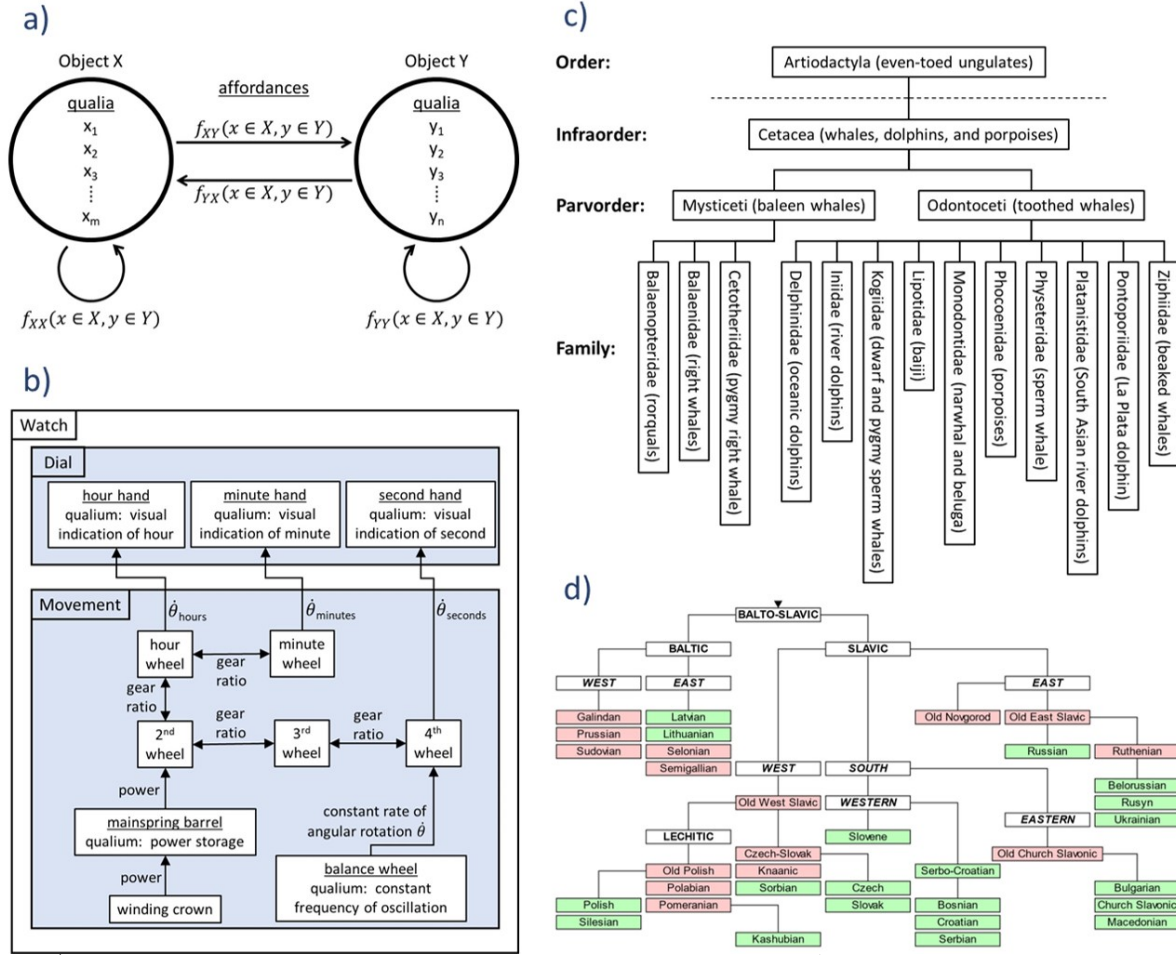 a)
Object X
Object Y
qualia
x1
x2
x3
⋮
xm
affordances
fXY(x ∈ X, y ∈ Y)
fYX(x ∈ X, y ∈ Y)
qualia
y1
y2
y3
⋮
yn
fXX(x ∈ X, y ∈ Y)
fYY(x ∈ X, y ∈ Y)
b)
Watch
Dial
hour hand
qualium: visual
indication of hour
minute hand
qualium: visual
indication of minute
second hand
qualium: visual
indication of second
Movement
θ̇hours
θ̇minutes
θ̇seconds
hour
wheel
gear
ratio
minute
wheel
gear
ratio
2nd
wheel
gear
ratio
3rd
wheel
gear
ratio
4th
wheel
power
mainspring barrel
qualium: power storage
power
winding crown
constant rate of
angular rotation θ̇
balance wheel
qualium: constant
frequency of oscillation
c)
Order:
Artiodactyla (even-toed ungulates)
Infraorder:
Cetacea (whales, dolphins, and porpoises)
Parvorder:
Mysticeti (baleen whales)
Odontoceti (toothed whales)
Family:
Balaenopteridae (rorquals)
Balaenidae (right whales)
Cetotheriidae (pygmy right whale)
Delphinidae (oceanic dolphins)
Iniidae (river dolphins)
Kogiidae (dwarf and pygmy sperm whales)
Lipotidae (baiji)
Monodontidae (narwhal and beluga)
Phocoenidae (porpoises)
Physeteridae (sperm whale)
Platanistidae (South Asian river dolphins)
Pontoporiidae (La Plata dolphin)
Ziphiidae (beaked whales)
d)
BALTO-SLAVIC
BALTIC
SLAVIC
WEST
EAST
EAST
Galindan
Prussian
Sudovian
Latvian
Lithuanian
Selonian
Semigallian
Old Novgorod
Old East Slavic
Russian
Ruthenian
Belorussian
Rusyn
Ukrainian
WEST
SOUTH
Old West Slavic
WESTERN
LECHITIC
Slovene
EASTERN
Czech-Slovak
Old Church Slavonic
Old Polish
Knaanic
Serbo-Croatian
Polabian
Sorbian
Czech
Bulgarian
Polish
Pomeranian
Slovak
Bosnian
Church Slavonic
Silesian
Croatian
Macedonian
Kashubian
Serbian